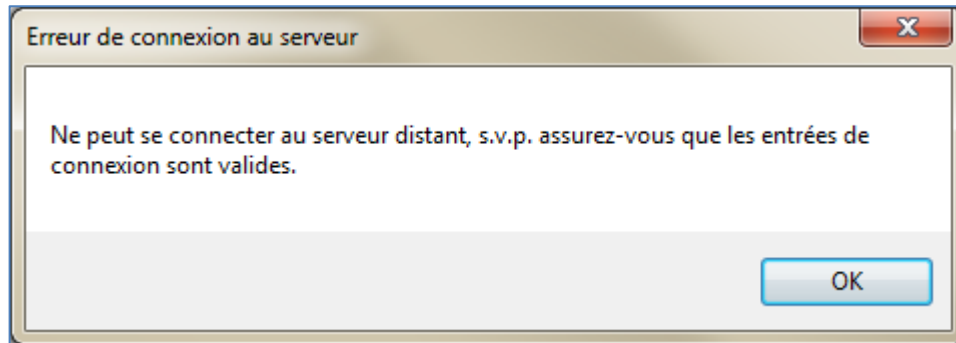 Erreur de connexion au serveur
Ne peut se connecter au serveur distant, s.v.p. assurez-vous que les entrées de
connexion sont valides.
OK